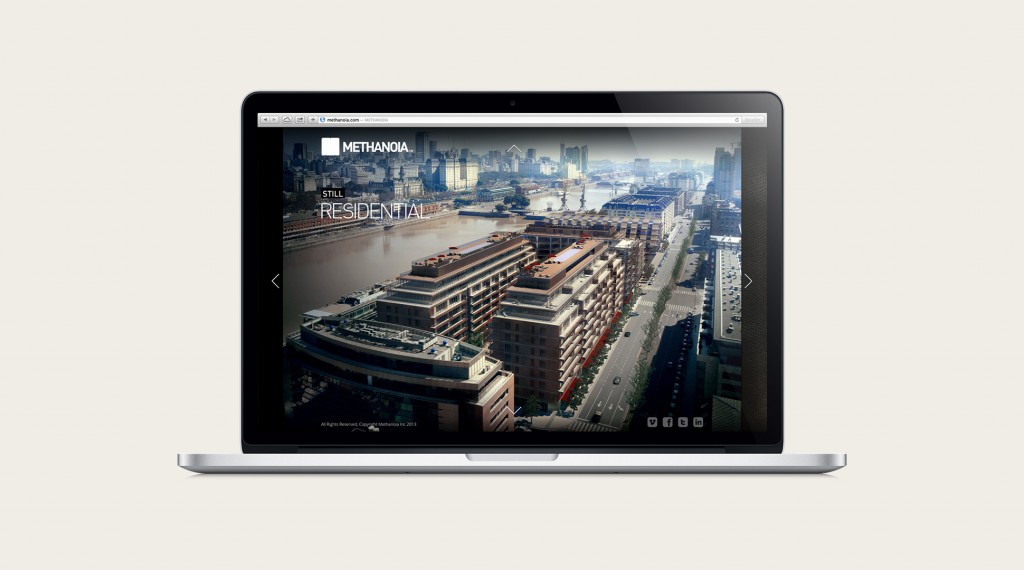 methanoia.com — METHANOIA
METHANOIA
STILL
RESIDENTIAL
All Rights Reserved. Copyright Methanoia Inc 2013
f t in